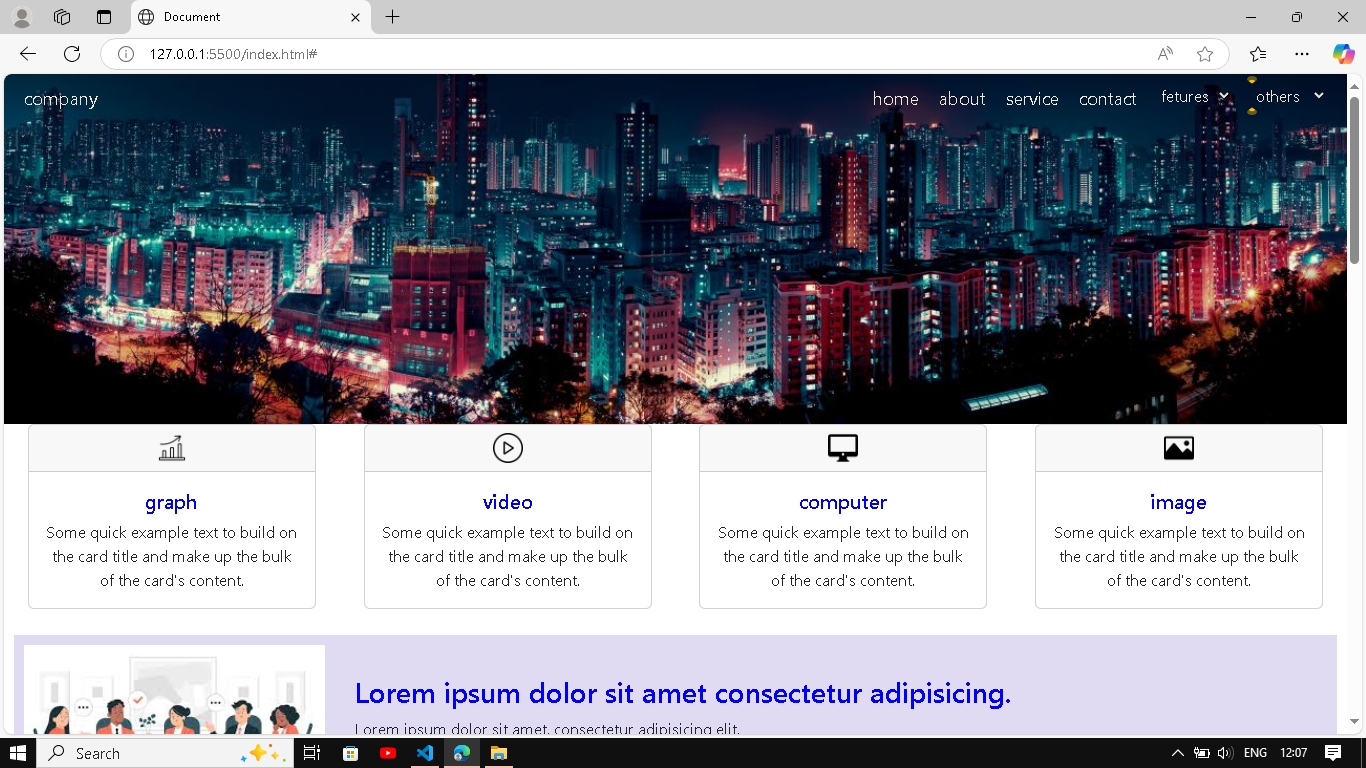 Document
127.0.0.1:5500/index.html#
company
home about service contact fetures others
graph
Some quick example text to build on
the card title and make up the bulk
of the card's content.
video
Some quick example text to build on
the card title and make up the bulk
of the card's content.
computer
Some quick example text to build on
the card title and make up the bulk
of the card's content.
image
Some quick example text to build on
the card title and make up the bulk
of the card's content.
Lorem ipsum dolor sit amet consectetur adipisicing.
Lorem ipsum dolor sit amet, consectetur adipisicing elit.
Search
ENG
12:07